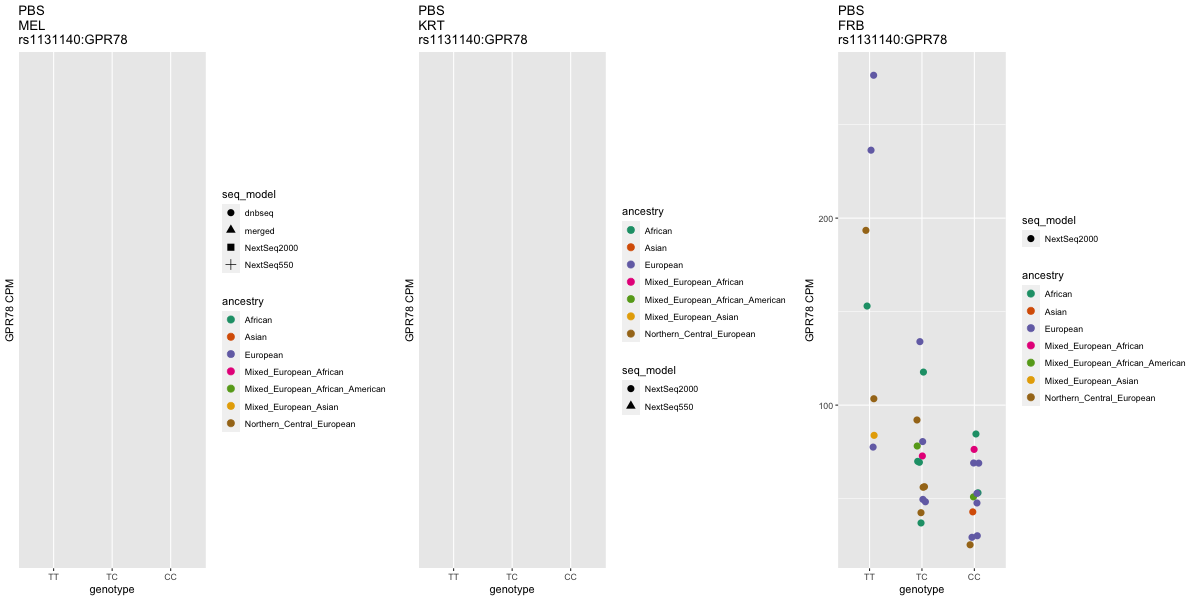 PBS
MEL
rs1131140:GPR78
GPR78 CPM
TT
TC
CC
genotype
seq_model
dnbseq
merged
NextSeq2000
NextSeq550
ancestry
African
Asian
European
Mixed_European_African
Mixed_European_African_American
Mixed_European_Asian
Northern_Central_European
PBS
KRT
rs1131140:GPR78
GPR78 CPM
TT
TC
CC
genotype
ancestry
African
Asian
European
Mixed_European_African
Mixed_European_African_American
Mixed_European_Asian
Northern_Central_European
seq_model
NextSeq2000
NextSeq550
PBS
FRB
rs1131140:GPR78
GPR78 CPM
200
100
TT
TC
CC
genotype
seq_model
NextSeq2000
ancestry
African
Asian
European
Mixed_European_African
Mixed_European_African_American
Mixed_European_Asian
Northern_Central_European